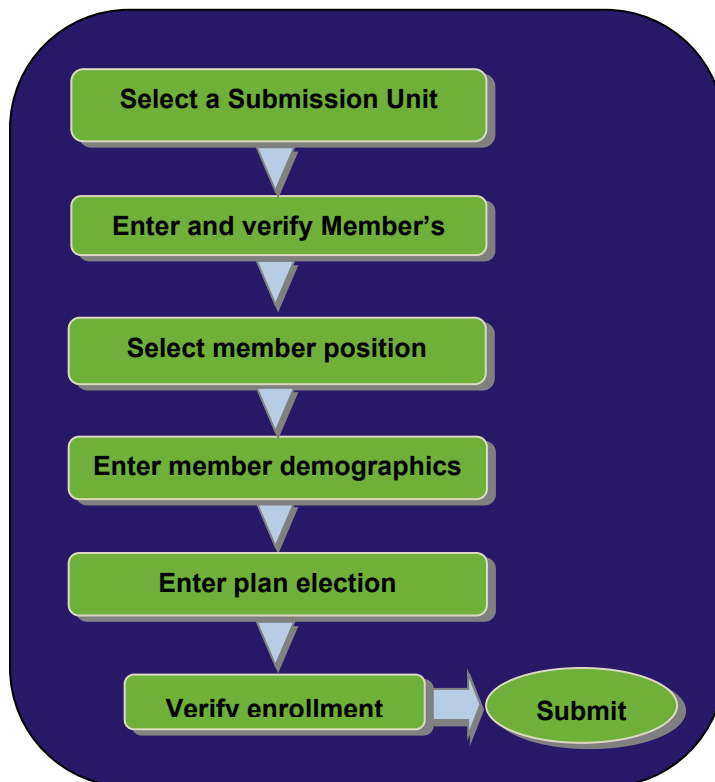 Select a Submission Unit
Enter and verify Member’s
Select member position
Enter member demographics
Enter plan election
Verify enrollment
Submit